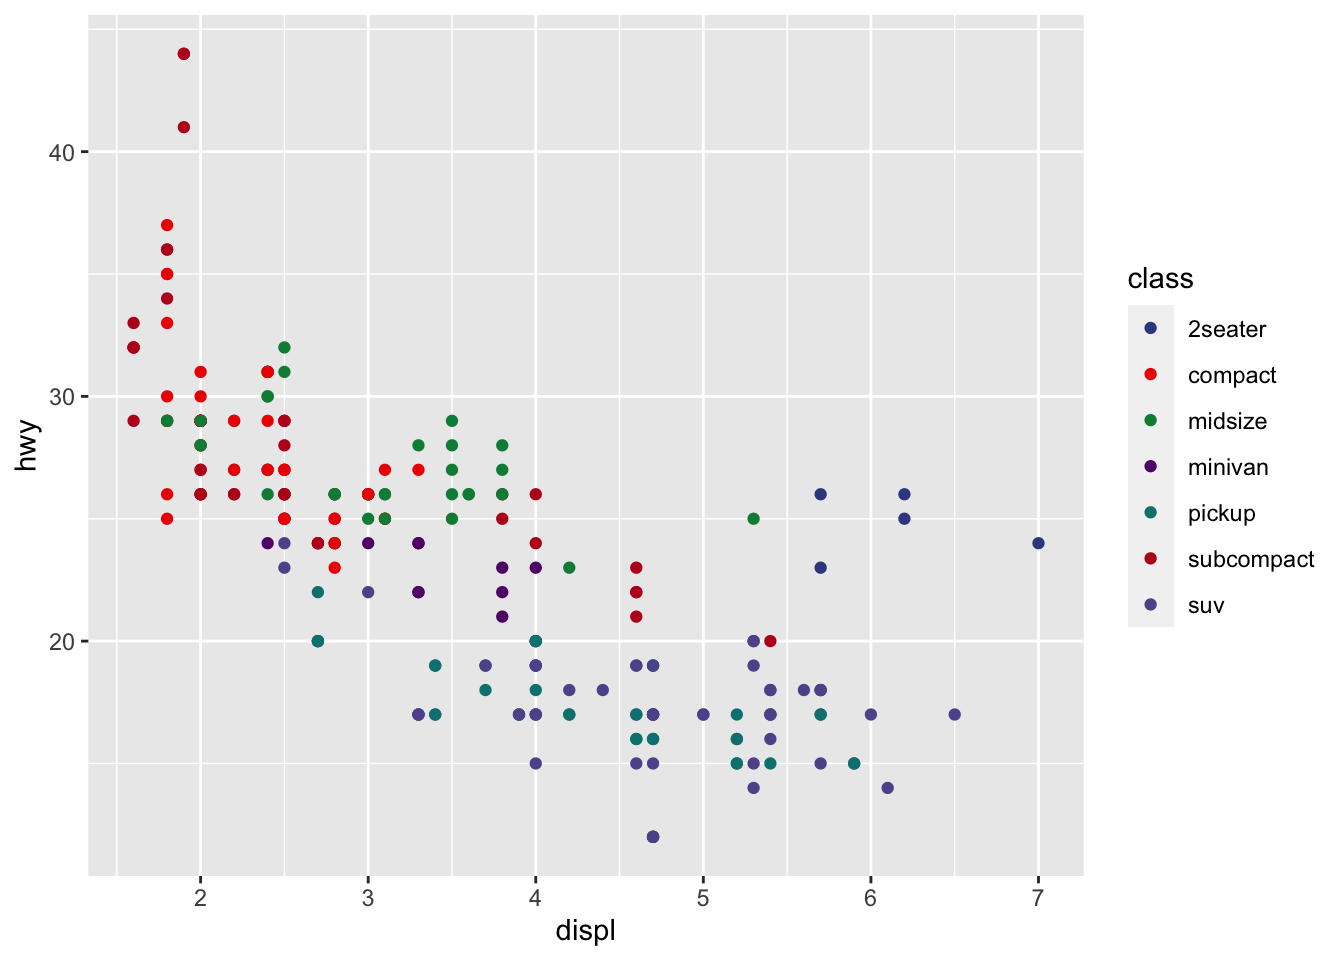 40
30
20
hwy
2 3 4 5 6 7
displ
class
2seater
compact
midsize
minivan
pickup
subcompact
suv